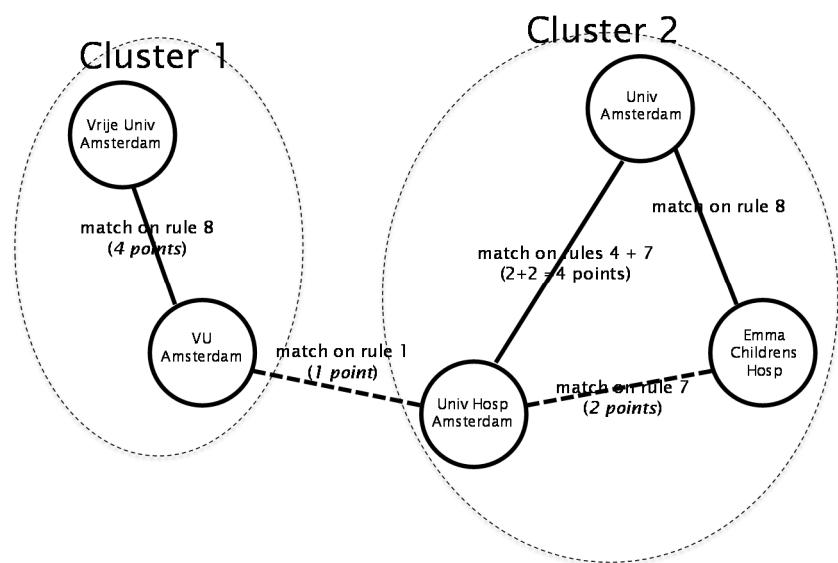 Cluster 1
Vrije Univ
Amsterdam
match on rule 8
(4 points)
VU
Amsterdam
match on rule 1
(1 point)
Cluster 2
Univ
Amsterdam
match on rule 8
match on rules 4 + 7
(2+2 =4 points)
Emma
Childrens
Hosp
match on rule 7
(2 points)
Univ Hosp
Amsterdam